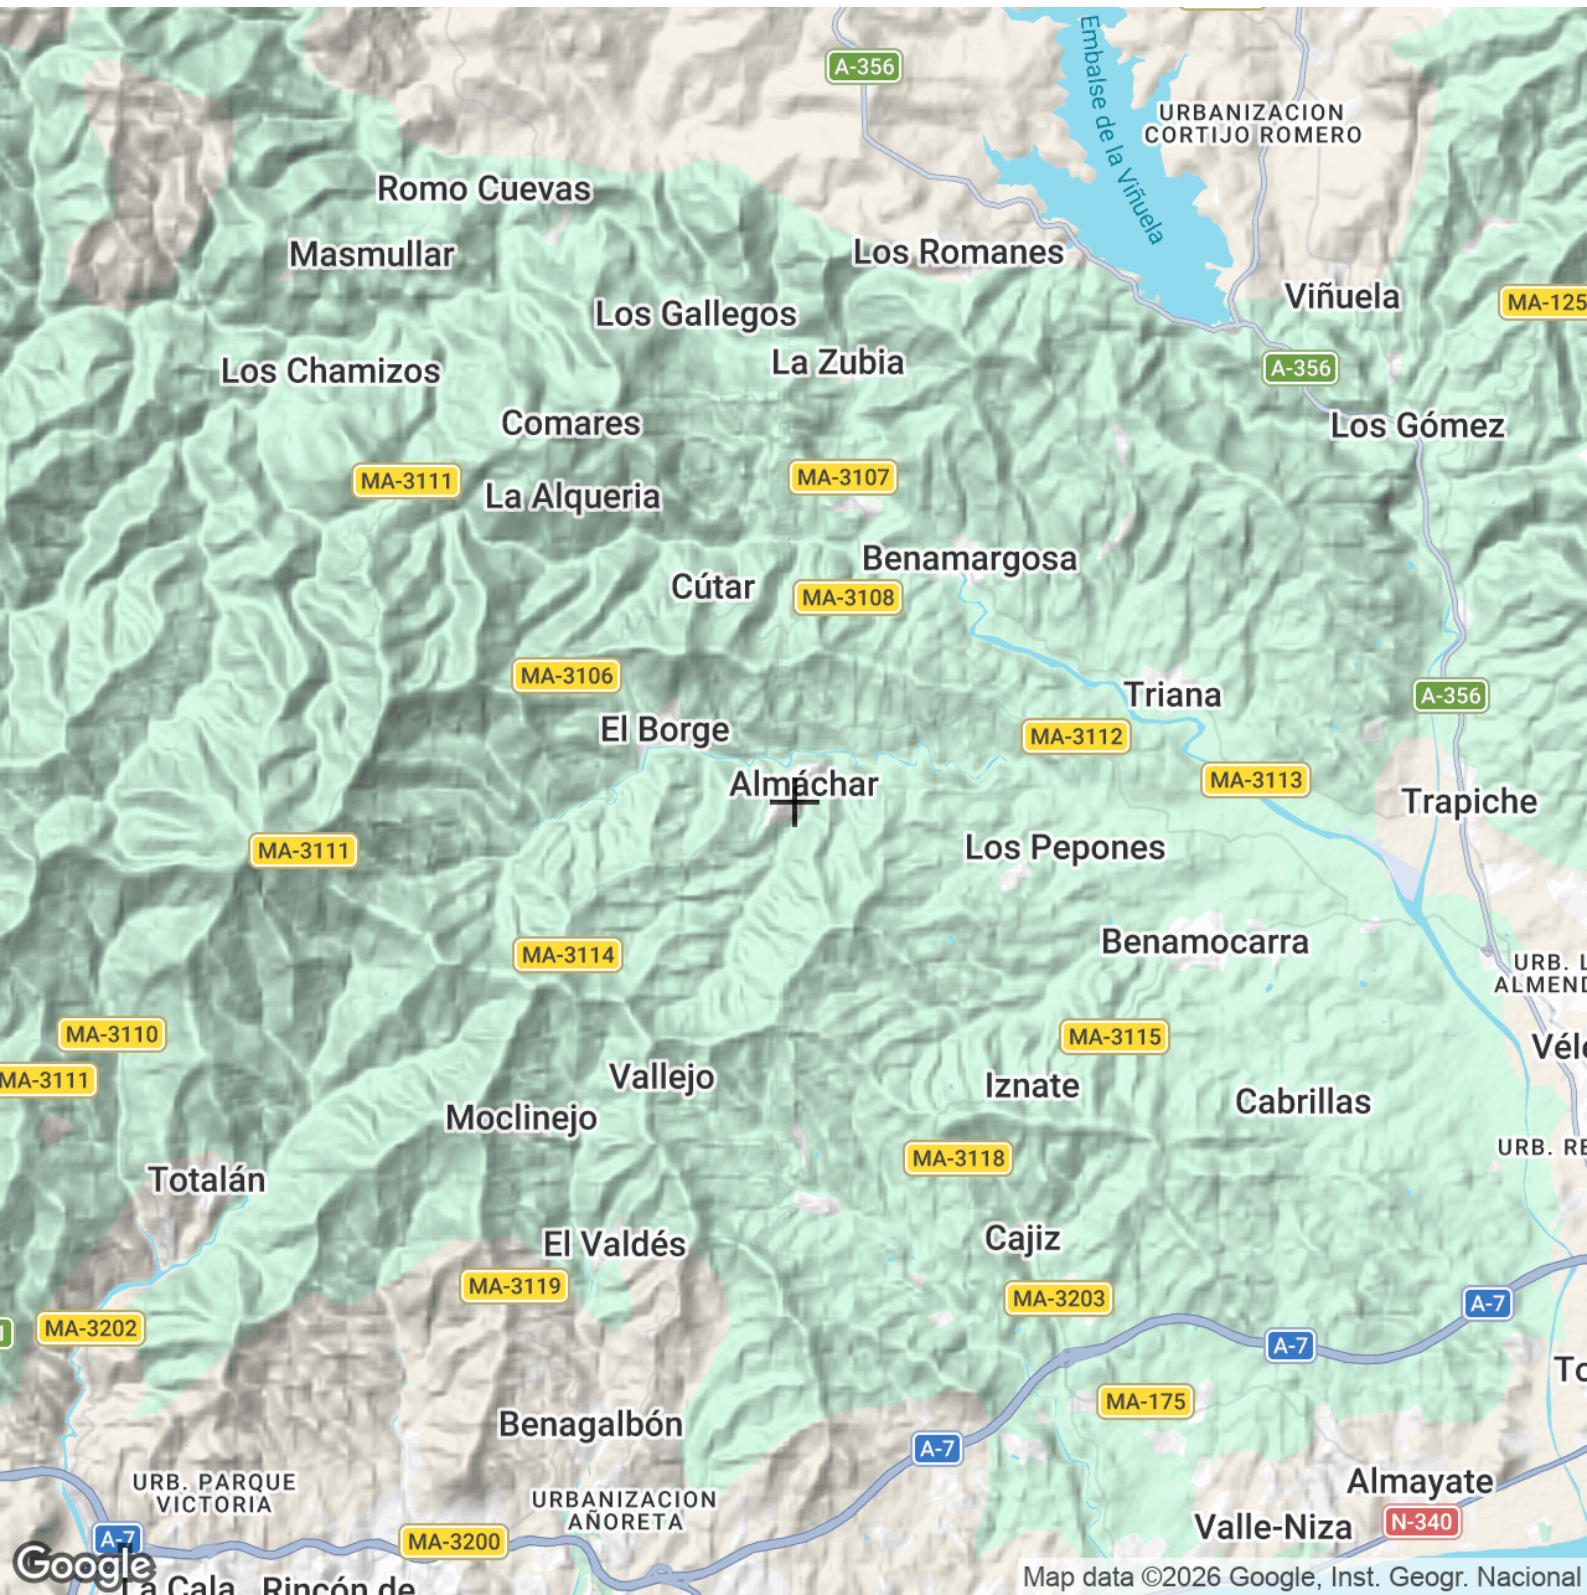 A-356
Embalse de la Viñuela
URBANIZACION
CORTIJO ROMERO
Romo Cuevas
Masmullar
Los Romanes
Viñuela
MA-125
Los Gallegos
La Zubia
A-356
Los Chamizos
Comares
Los Gómez
MA-3111
MA-3107
La Alqueria
Benamargosa
Cútar
MA-3108
MA-3106
Triana
A-356
El Borge
MA-3112
Almáchar
MA-3113
Trapiche
MA-3111
Los Pepones
Benamocarra
MA-3114
URB. L
ALMEND
MA-3110
MA-3115
Véle
MA-3111
Vallejo
Iznate
Cabrillas
Moclinejo
URB. RE
MA-3118
Totalán
El Valdés
Cajiz
MA-3119
MA-3203
A-7
1
MA-3202
A-7
To
MA-175
Benagalbón
A-7
URB. PARQUE
VICTORIA
Almayate
URBANIZACION
AÑORETA
Valle-Niza
N-340
A-7
MA-3200
Google
La Cala
Rincón de
Map data ©2026 Google, Inst. Geogr. Nacional